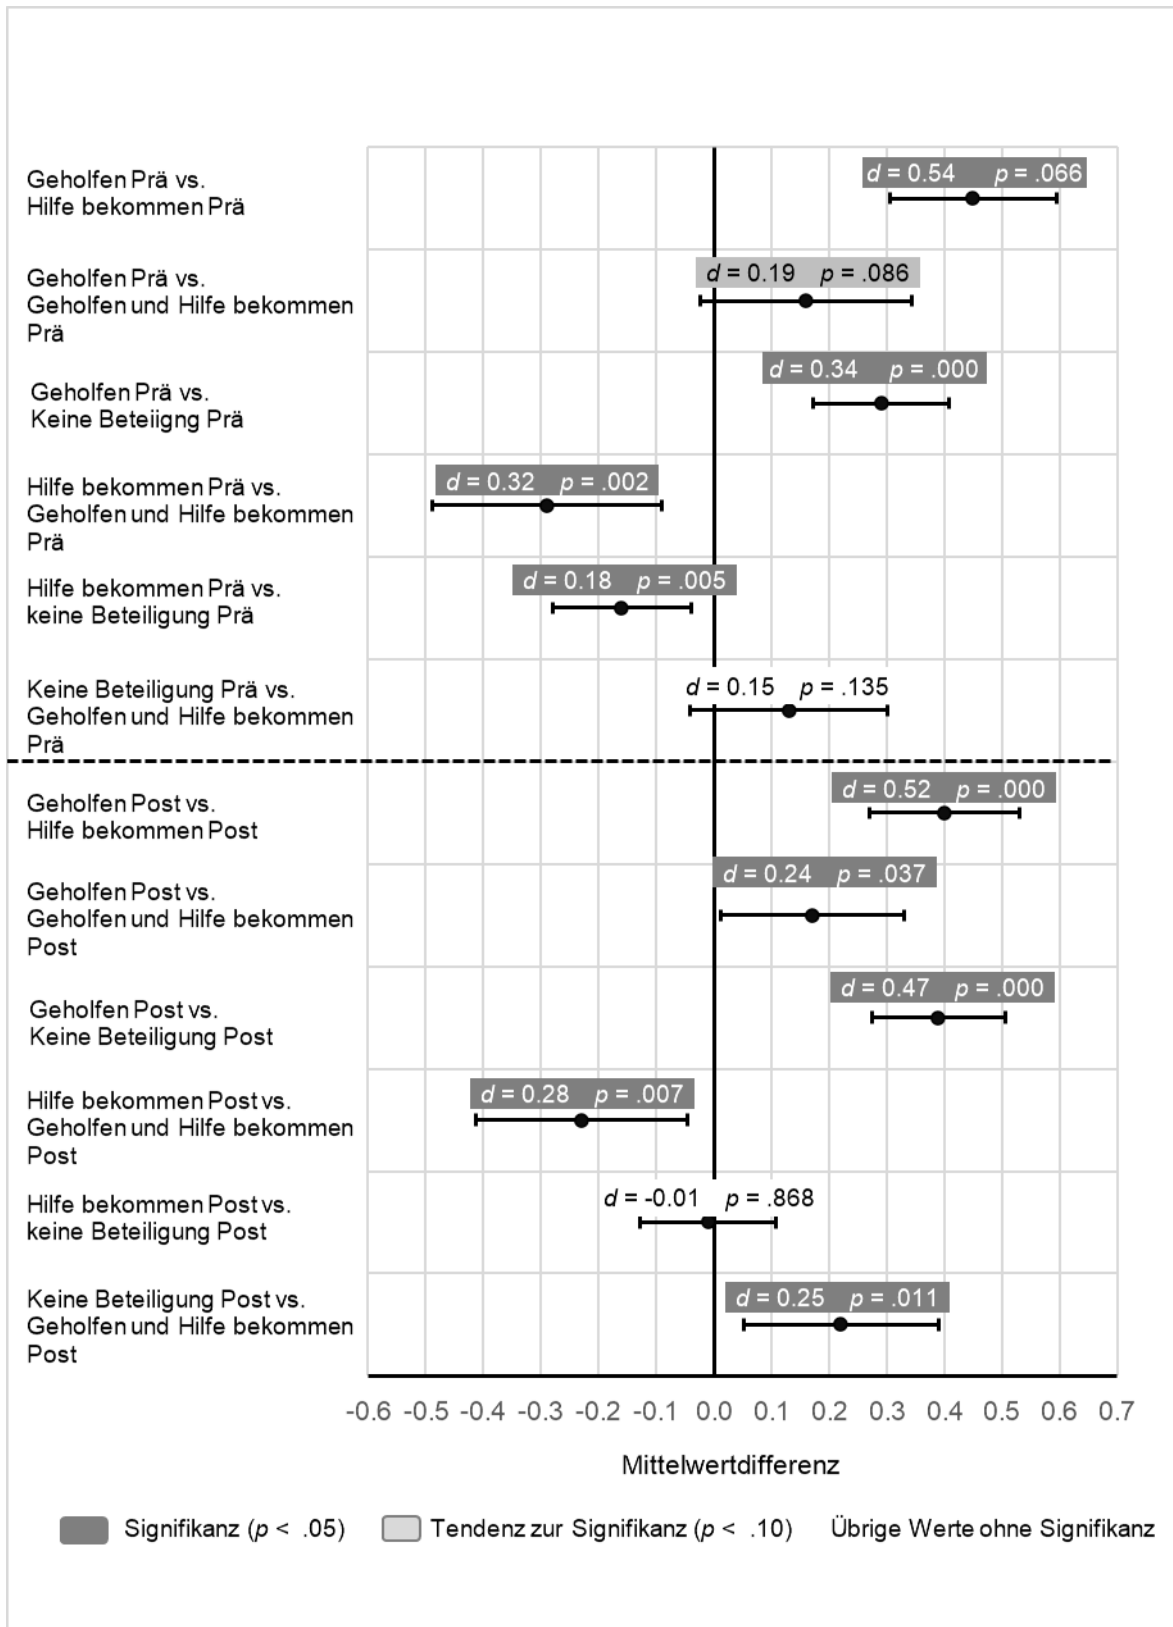 Geholfen Prä vs.
Hilfe bekommen Prä
d = 0.54 p = .066
Geholfen Prä vs.
Geholfen und Hilfe bekommen
Prä
d = 0.19 p = .086
Geholfen Prä vs.
Keine Beteiigng Prä
d = 0.34 p = .000
Hilfe bekommen Prä vs.
Geholfen und Hilfe bekommen
Prä
d = 0.32 p = .002
Hilfe bekommen Prä vs.
keine Beteiligung Prä
d = 0.18 p = .005
Keine Beteiligung Prä vs.
Geholfen und Hilfe bekommen
Prä
d = 0.15 p = .135
Geholfen Post vs.
Hilfe bekommen Post
d = 0.52 p = .000
Geholfen Post vs.
Geholfen und Hilfe bekommen
Post
d = 0.24 p = .037
Geholfen Post vs.
Keine Beteiligung Post
d = 0.47 p = .000
Hilfe bekommen Post vs.
Geholfen und Hilfe bekommen
Post
d = 0.28 p = .007
Hilfe bekommen Post vs.
keine Beteiligung Post
d = -0.01 p = .868
Keine Beteiligung Post vs.
Geholfen und Hilfe bekommen
Post
d = 0.25 p = .011
-0.6 -0.5 -0.4 -0.3 -0.2 -0.1 0.0 0.1 0.2 0.3 0.4 0.5 0.6 0.7
Mittelwertdifferenz
Signifikanz (p < .05) Tendenz zur Signifikanz (p < .10) Übrige Werte ohne Signifikanz